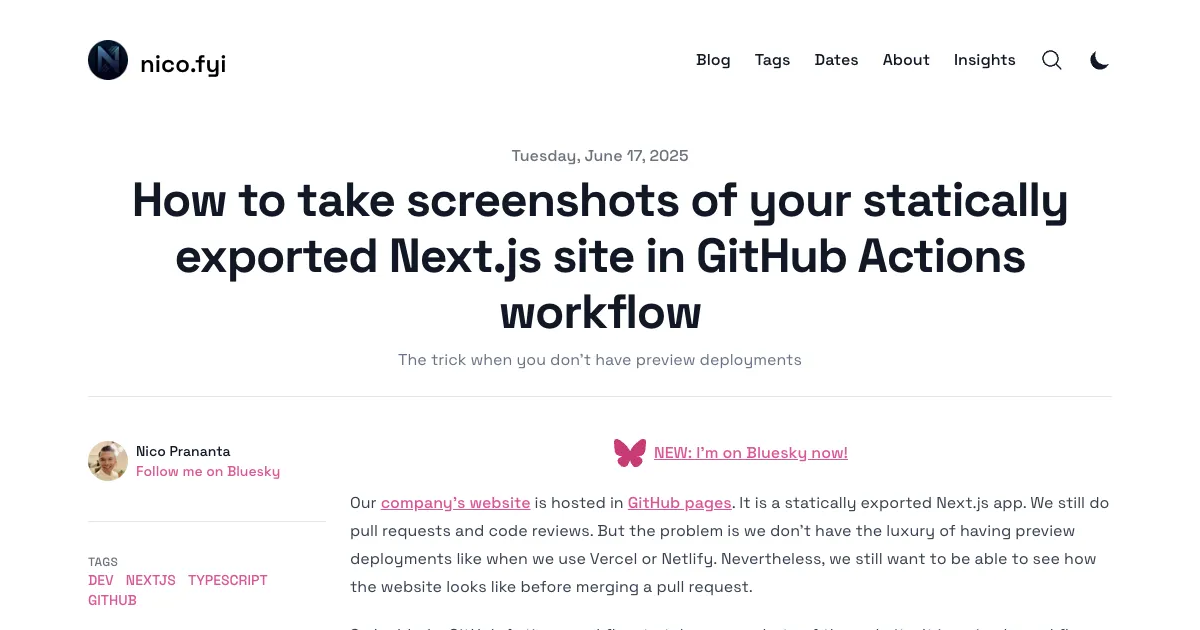 nico.fyi
Blog Tags Dates About Insights
Tuesday, June 17, 2025
How to take screenshots of your statically
exported Next.js site in GitHub Actions
workflow
The trick when you don't have preview deployments
Nico Prananta
Follow me on Bluesky
TAGS
DEV NEXTJS TYPESCRIPT
GITHUB
NEW: I'm on Bluesky now!
Our company's website is hosted in GitHub pages. It is a statically exported Next.js app. We still do
pull requests and code reviews. But the problem is we don't have the luxury of having preview
deployments like when we use Vercel or Netlify. Nevertheless, we still want to be able to see how
the website looks like before merging a pull request.